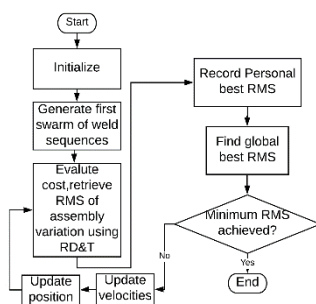 Start
Initialize
Generate first
swarm of weld
sequences
Evalute
cost,retrieve
RMS of
assembly
variation using
RD&T
Record Personal
best RMS
Find global
best RMS
Minimum RMS
achieved?
No
Yes
End
Update
velocities
Update
position